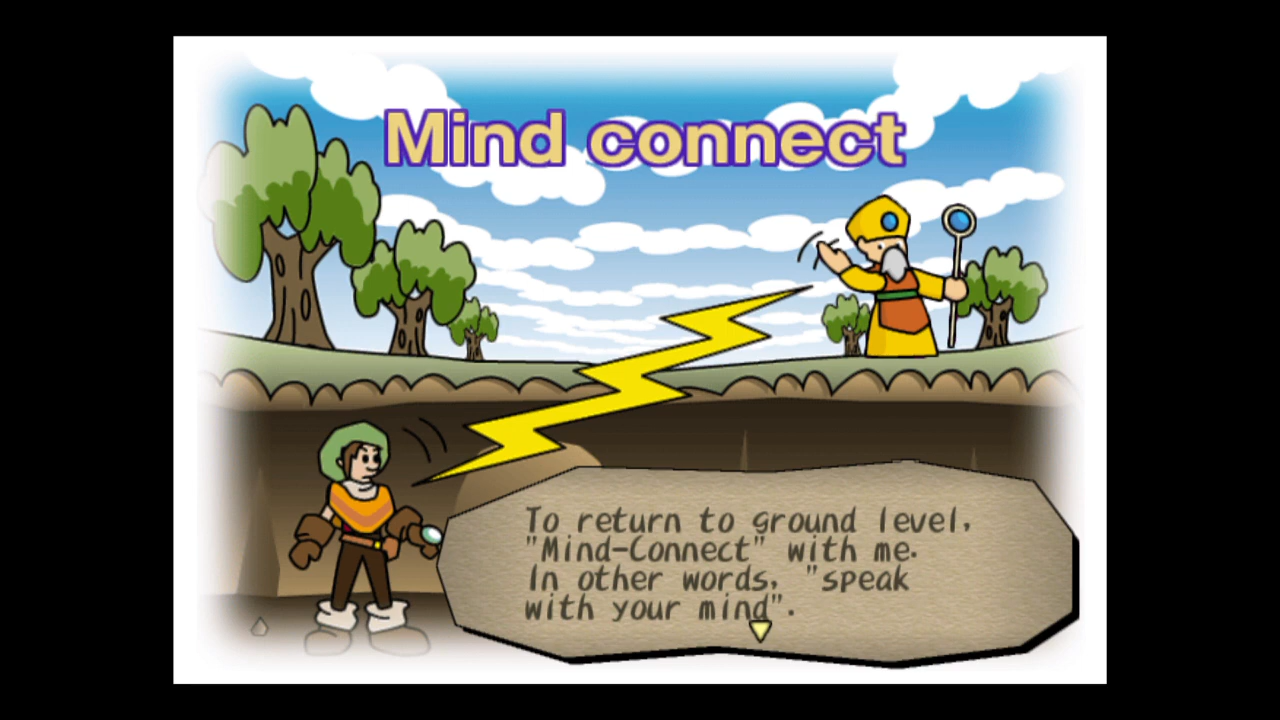 Mind connect
To return to ground level,
"Mind-Connect" with me.
In other words, "speak
with your mind".